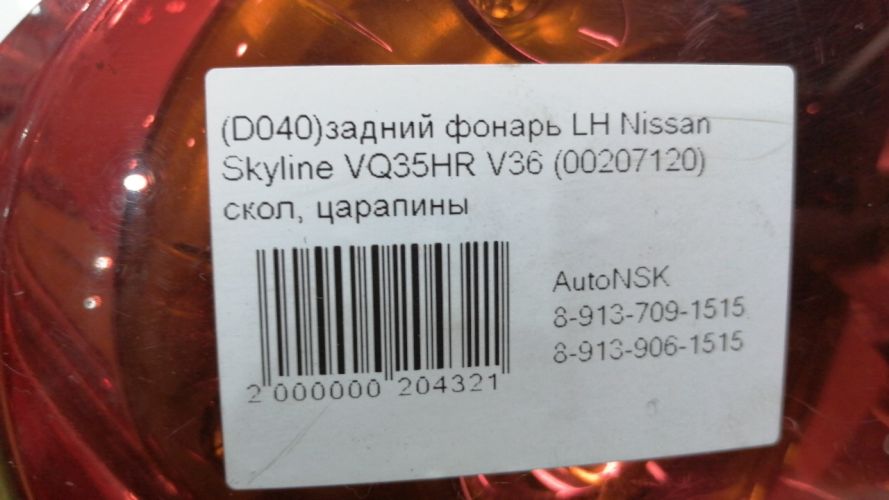 (D040)задний фонарь LH Nissan
Skyline VQ35HR V36 (00207120)
скол, царапины
AutoNSK
8-913-709-1515
8-913-906-1515
2 000000 204321